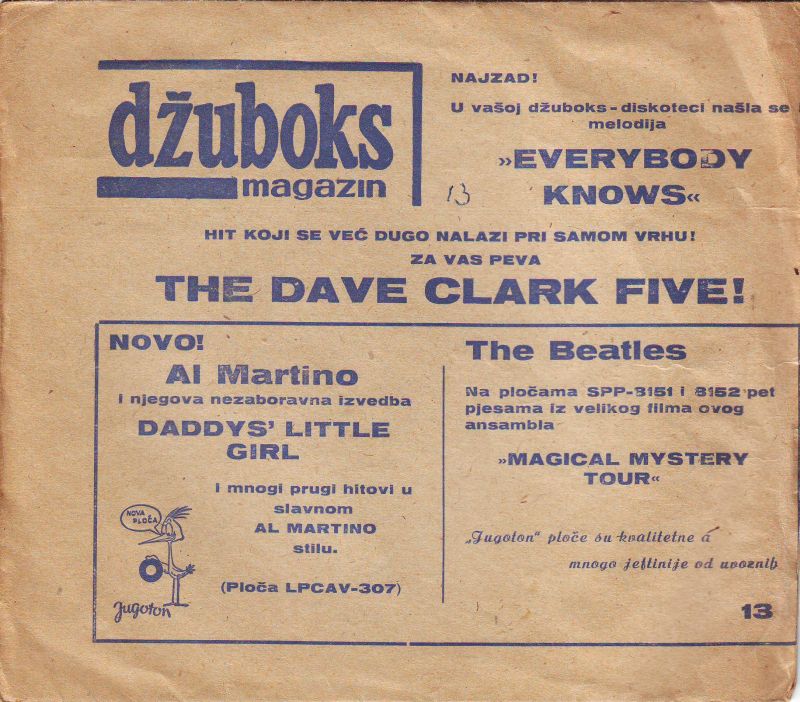 džuboks
magazin
13
NAJZAD!
U vašoj džuboks-diskoteci našla se
melodija
»EVERYBODY
KNOWS«
HIT KOJI SE VEĆ DUGO NALAZI PRI SAMOM VRHU!
ZA VAS PEVA
THE DAVE CLARK FIVE!
NOVO!
Al Martino
i njegova nezaboravna izvedba
DADDYS' LITTLE
GIRL
i mnogi prugi hitovi u
slavnom
AL MARTINO
stilu.
(Ploča LPCAV-307)
NOVA
PLOČA
Jugoton
The Beatles
Na pločama SPP-8151 i 8152 pet
pjesama iz velikog filma ovog
ansambla
»MAGICAL MYSTERY
TOUR«
„Jugoton" ploče su kvalitetne a
mnogo jeftinije od uvoznih
13